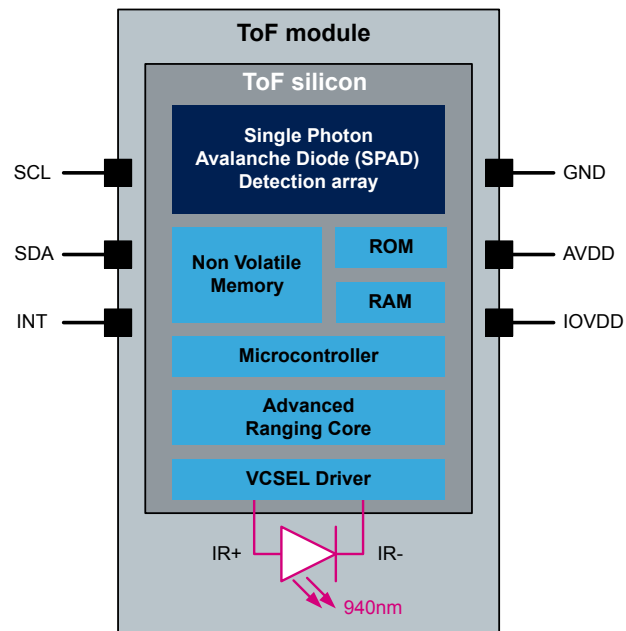 ToF module
ToF silicon
Single Photon
Avalanche Diode (SPAD)
Detection array
SCL
GND
SDA
AVDD
Non Volatile
Memory
ROM
RAM
INT
IOVDD
Microcontroller
Advanced
Ranging Core
VCSEL Driver
IR+
IR-
940nm